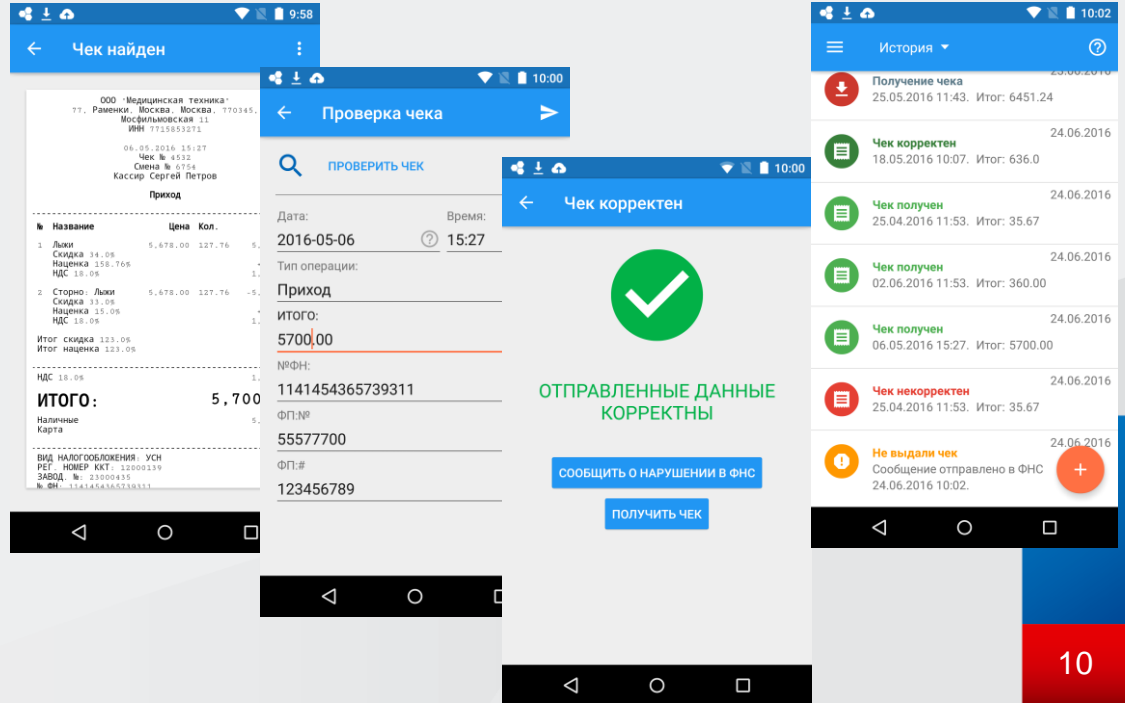 9:58
Чек найден
ООО "Медицинская техника"
77, Раменки, Москва, Москва, 770345,
Мосфильмовская 11
ИНН 7715853271
06.05.2016 15:27
Чек № 4532
Смена № 6754
Кассир Сергей Петров
Приход
№ Название Цена Кол.
1 Лыжи 5,678.00 127.76 5,
Скидка 34.0%
Наценка 158.76%
НДС 18.0% 1,
2 Сторно: Лыжи 5,678.00 127.76 -5,
Скидка 33.0%
Наценка 15.0%
НДС 18.0% 1,
Итог скидка 123.0%
Итог наценка 123.0%
НДС 18.0% 1,
ИТОГО: 5,700
Наличные 5,
Карта
ВИД НАЛОГООБЛОЖЕНИЯ: УСН
РЕГ. НОМЕР ККТ: 12000139
ЗАВОД. №: 23000435
№ ФН: 1141454365739311
10:00
Проверка чека
ПРОВЕРИТЬ ЧЕК
Дата: Время:
2016-05-06 15:27
Тип операции:
Приход
ИТОГО:
5700.00
№ФН:
1141454365739311
ФП:№
55577700
ФП:#
123456789
10:00
Чек корректен
ОТПРАВЛЕННЫЕ ДАННЫЕ
КОРРЕКТНЫ
СООБЩИТЬ О НАРУШЕНИИ В ФНС
ПОЛУЧИТЬ ЧЕК
10:02
История
Получение чека
25.05.2016 11:43. Итог: 6451.24
24.06.2016
Чек корректен
18.05.2016 10:07. Итог: 636.0
24.06.2016
Чек получен
25.04.2016 11:53. Итог: 35.67
24.06.2016
Чек получен
02.06.2016 11:53. Итог: 360.00
24.06.2016
Чек получен
06.05.2016 15:27. Итог: 5700.00
24.06.2016
Чек некорректен
25.04.2016 11:53. Итог: 35.67
24.06.2016
Не выдали чек
Сообщение отправлено в ФНС
24.06.2016 10:02.
10